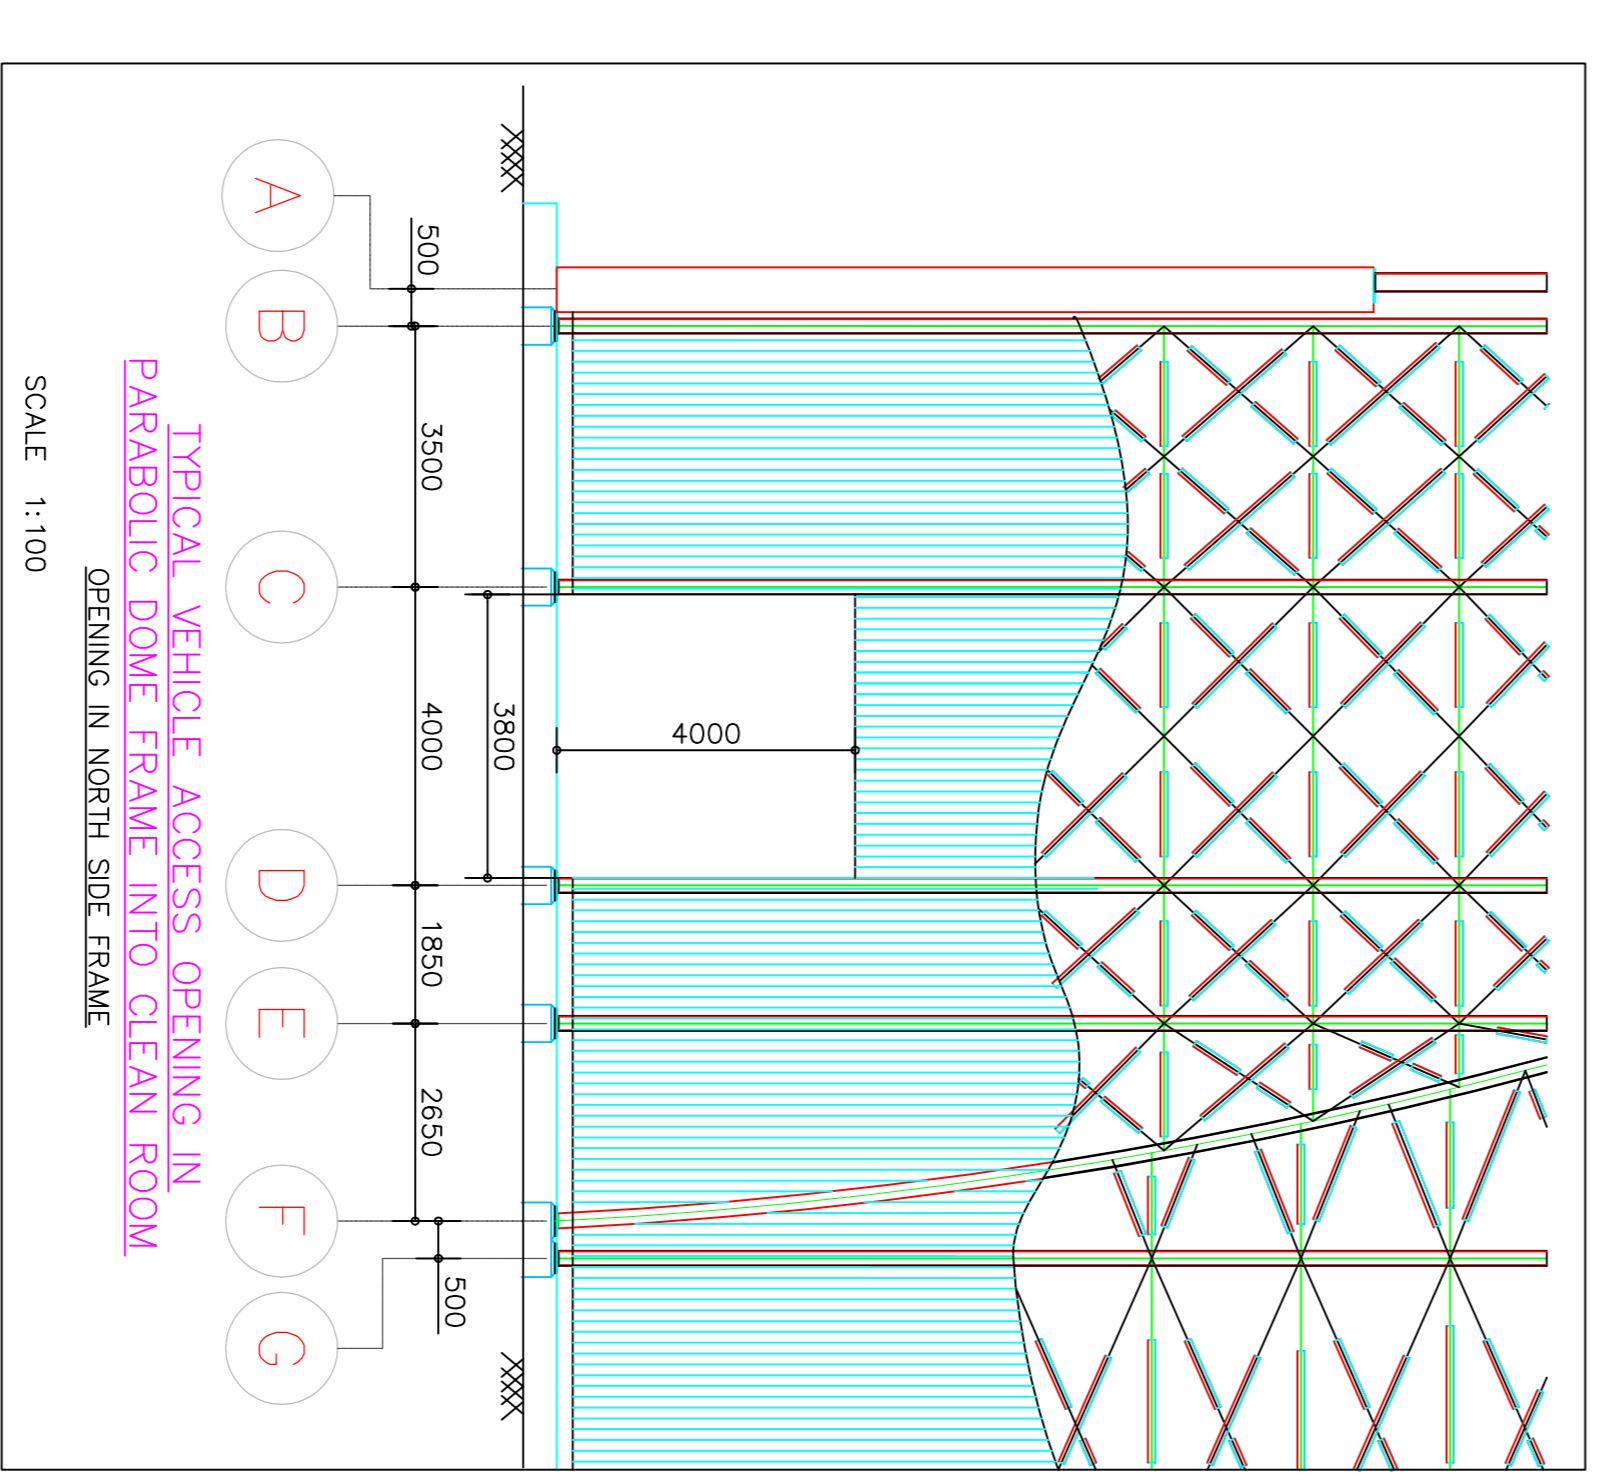 4000
3800
500
3500
4000
1850
2650
500
A
B
C
D
E
F
G
TYPICAL VEHICLE ACCESS OPENING IN
PARABOLIC DOME FRAME INTO CLEAN ROOM
OPENING IN NORTH SIDE FRAME
SCALE 1:100